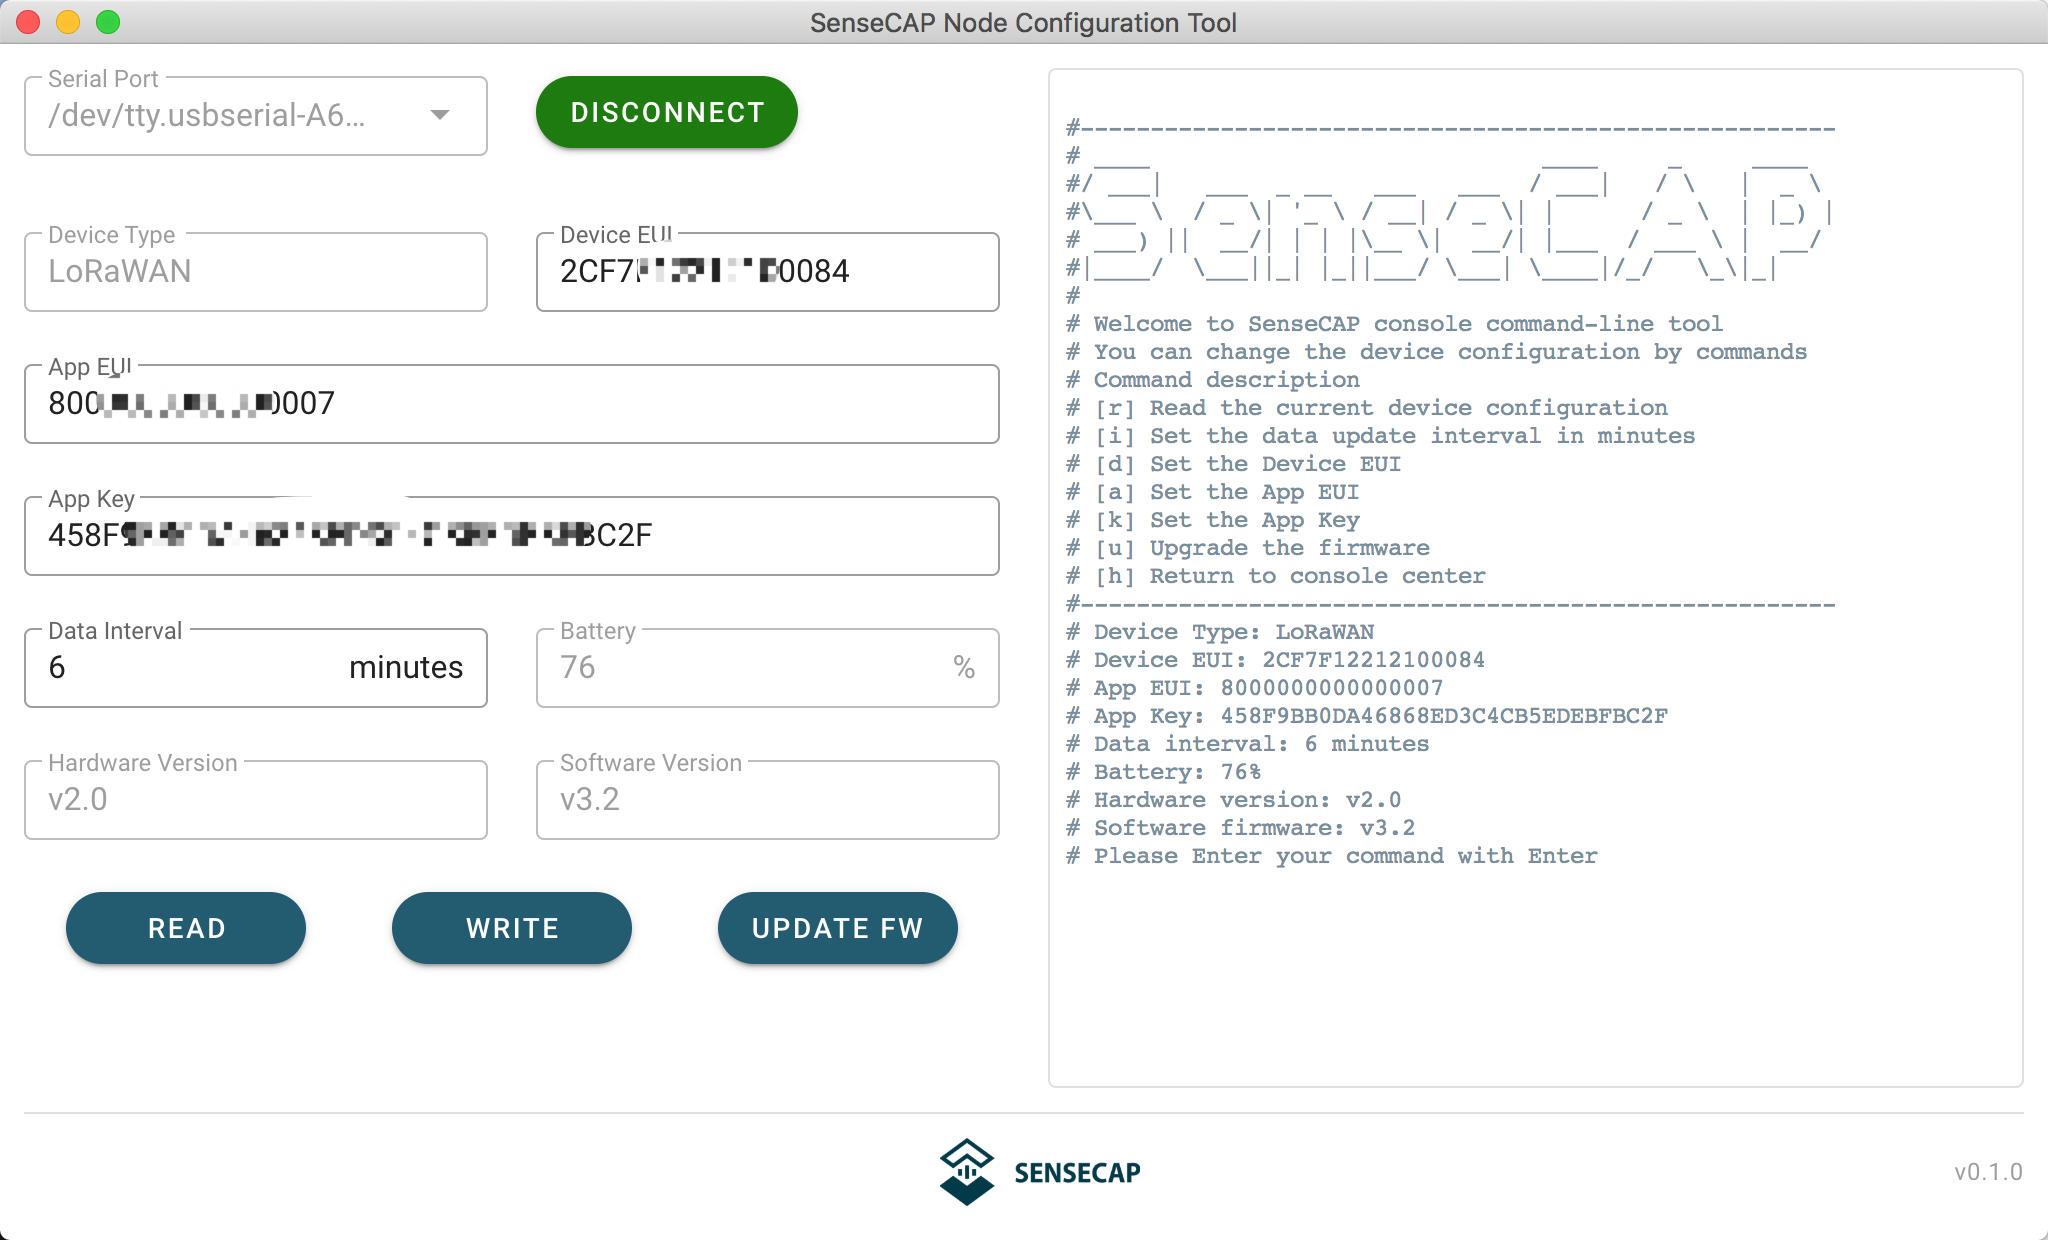 SenseCAP Node Configuration Tool
Serial Port
/dev/tty.usbserial-A6...
DISCONNECT
Device Type
LoRaWAN
Device EUI
2CF7 0084
App EUI
800 0007
App Key
458F BC2F
Data Interval
6 minutes
Battery
76 %
Hardware Version
v2.0
Software Version
v3.2
READ
WRITE
UPDATE FW
#------------------------------------------------------
SenseCAP
#
# Welcome to SenseCAP console command-line tool
# You can change the device configuration by commands
# Command description
# [r] Read the current device configuration
# [i] Set the data update interval in minutes
# [d] Set the Device EUI
# [a] Set the App EUI
# [k] Set the App Key
# [u] Upgrade the firmware
# [h] Return to console center
#------------------------------------------------------
# Device Type: LoRaWAN
# Device EUI: 2CF7F12212100084
# App EUI: 8000000000000007
# App Key: 458F9BB0DA46868ED3C4CB5EDEBFBC2F
# Data interval: 6 minutes
# Battery: 76%
# Hardware version: v2.0
# Software firmware: v3.2
# Please Enter your command with Enter
SENSECAP
v0.1.0